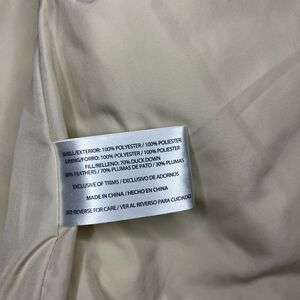 SHELL/EXTERIOR: 100% POLYESTER / 100% POLIESTER
LINING/FORRO: 100% POLYESTER / 100% POLIESTER
FILL/RELLENO: 70% DUCK DOWN
30% FEATHERS / 70% PLUMAS DE PATO / 30% PLUMAS
EXCLUSIVE OF TRIMS / EXCLUSIVO DE ADORNOS
MADE IN CHINA / HECHO EN CHINA
SEE REVERSE FOR CARE / VER AL REVERSO PARA CUIDADO